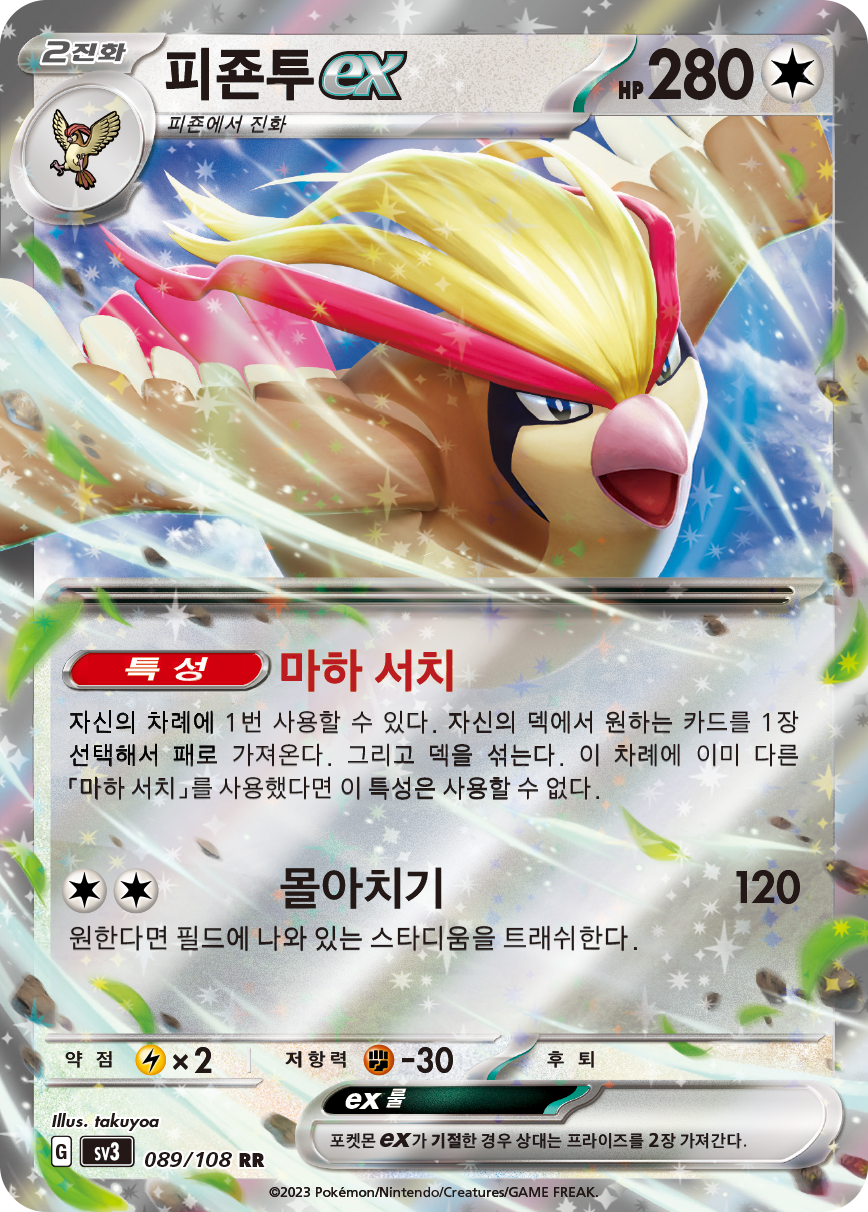 2진화
피죤투 ex
HP 280
피죤에서 진화
특성 마하 서치
자신의 차례에 1번 사용할 수 있다. 자신의 덱에서 원하는 카드를 1장
선택해서 패로 가져온다. 그리고 덱을 섞는다. 이 차례에 이미 다른
「마하 서치」를 사용했다면 이 특성은 사용할 수 없다.
몰아치기 120
원한다면 필드에 나와 있는 스타디움을 트래쉬한다.
약점 ×2 저항력 -30 후퇴
ex룰
포켓몬 ex가 기절한 경우 상대는 프라이즈를 2장 가져간다.
Illus. takuyoa
G sv3 089/108 RR
©2023 Pokémon/Nintendo/Creatures/GAME FREAK.